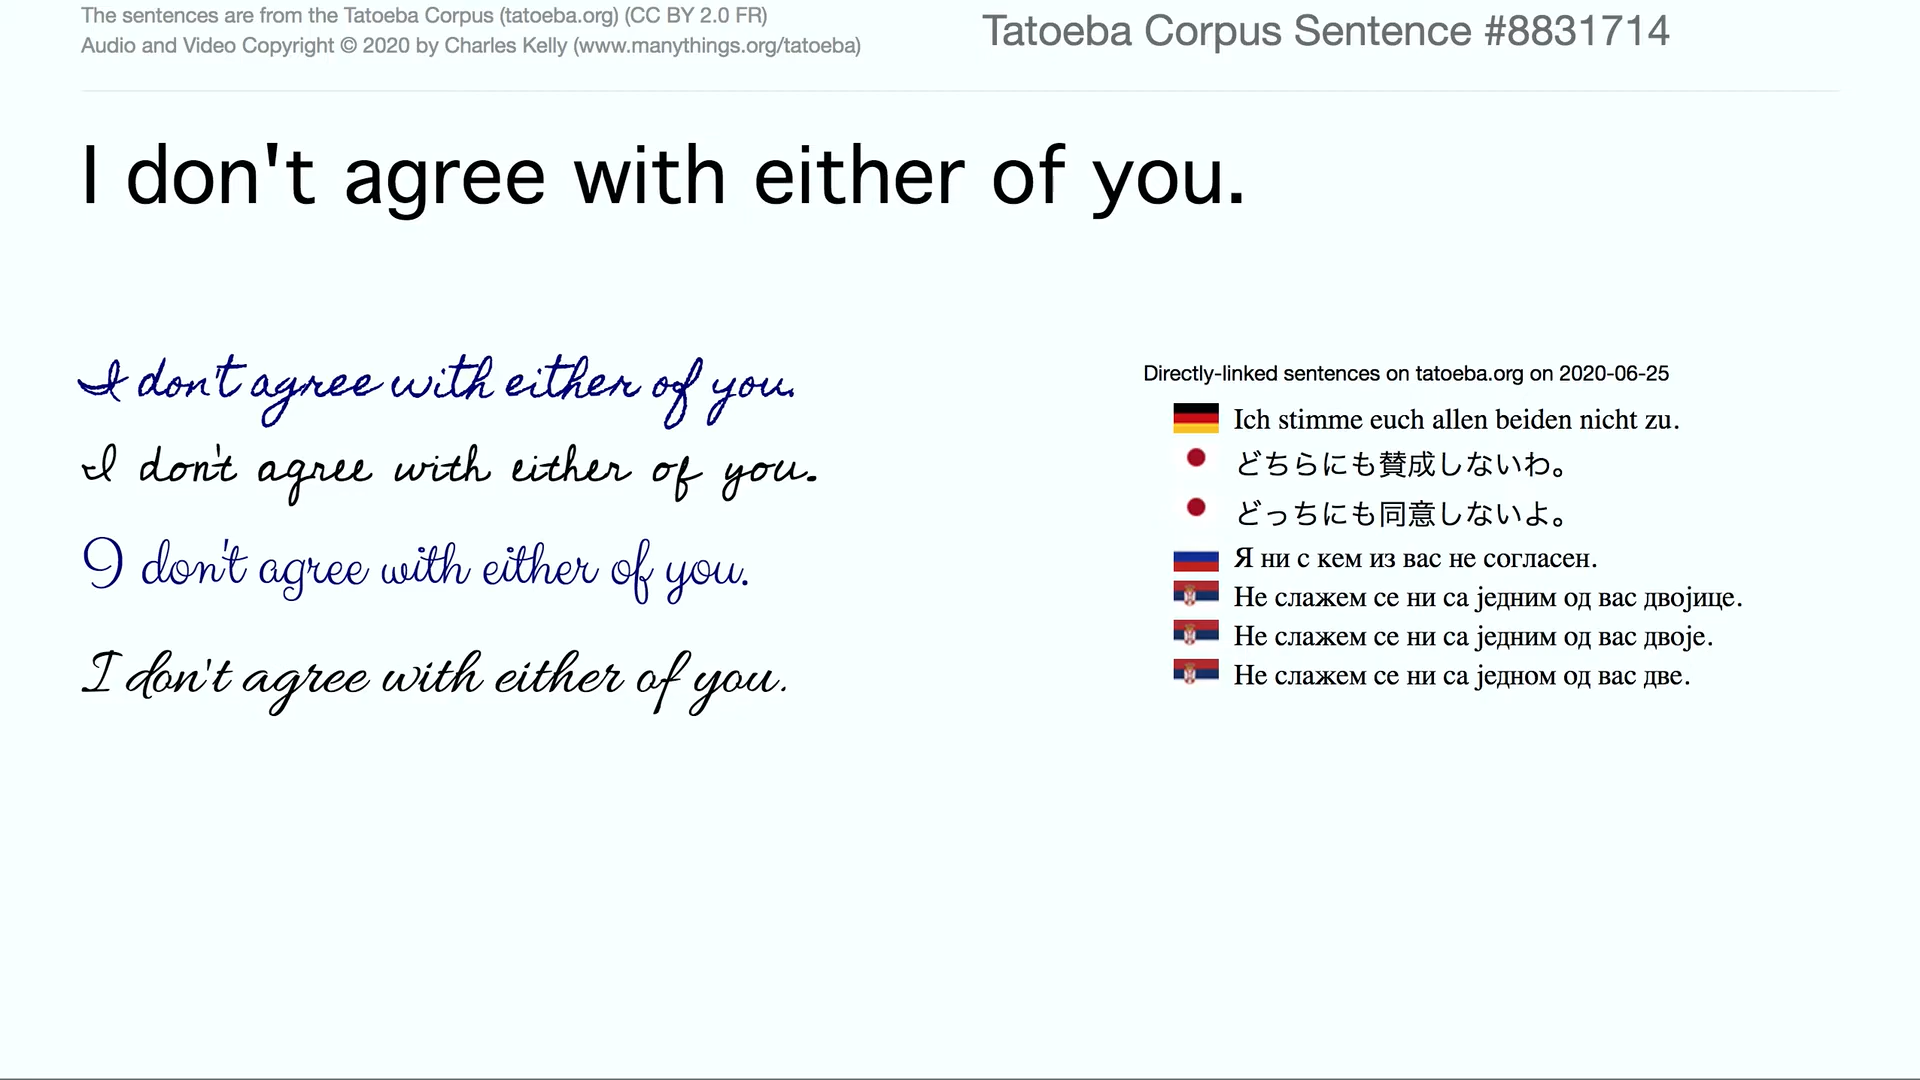 The sentences are from the Tatoeba Corpus (tatoeba.org) (CC BY 2.0 FR)
Audio and Video Copyright © 2020 by Charles Kelly (www.manythings.org/tatoeba)
Tatoeba Corpus Sentence #8831714
I don't agree with either of you.
I don't agree with either of you.
I don't agree with either of you.
I don't agree with either of you.
I don't agree with either of you.
Directly-linked sentences on tatoeba.org on 2020-06-25
Ich stimme euch allen beiden nicht zu.
どちらにも賛成しないわ。
どっちにも同意しないよ。
Я ни с кем из вас не согласен.
Не слажем се ни са једним од вас двојице.
Не слажем се ни са једним од вас двоје.
Не слажем се ни са једном од вас две.